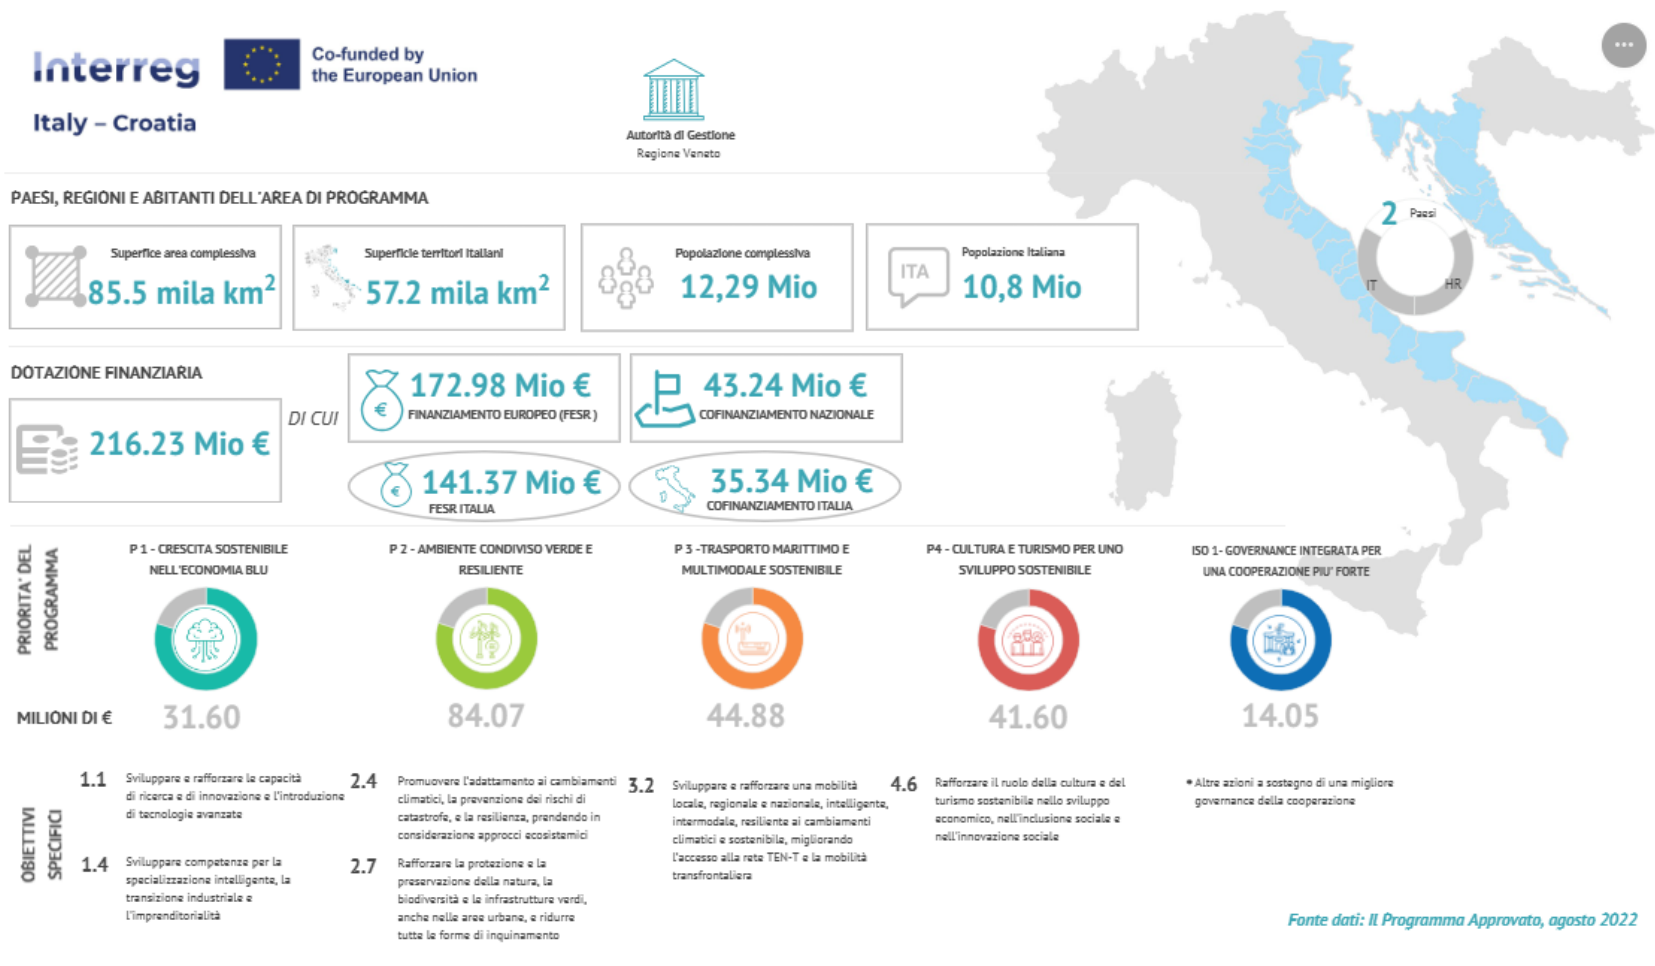 Interreg
Co-funded by
the European Union
Italy – Croatia
Autorità di Gestione
Regione Veneto
PAESI, REGIONI E ABITANTI DELL'AREA DI PROGRAMMA
Superfice area complessiva
85.5 mila km²
Superficie territori italiani
57.2 mila km²
Popolazione complessiva
12,29 Mio
ITA
Popolazione Italiana
10,8 Mio
2 Paesi
IT
HR
DOTAZIONE FINANZIARIA
216.23 Mio €
DI CUI
172.98 Mio €
FINANZIAMENTO EUROPEO (FESR )
43.24 Mio €
COFINANZIAMENTO NAZIONALE
141.37 Mio €
FESR ITALIA
35.34 Mio €
COFINANZIAMENTO ITALIA
PRIORITA' DEL
PROGRAMMA
P 1 - CRESCITA SOSTENIBILE
NELL'ECONOMIA BLU
P 2 - AMBIENTE CONDIVISO VERDE E
RESILIENTE
P 3 -TRASPORTO MARITTIMO E
MULTIMODALE SOSTENIBILE
P4 - CULTURA E TURISMO PER UNO
SVILUPPO SOSTENIBILE
ISO 1- GOVERNANCE INTEGRATA PER
UNA COOPERAZIONE PIU' FORTE
MILIONI DI €
31.60
84.07
44.88
41.60
14.05
OBIETTIVI
SPECIFICI
1.1 Sviluppare e rafforzare le capacità
di ricerca e di innovazione e l'introduzione
di tecnologie avanzate
1.4 Sviluppare competenze per la
specializzazione intelligente, la
transizione industriale e
l'imprenditorialità
2.4 Promuovere l'adattamento ai cambiamenti
climatici, la prevenzione dei rischi di
catastrofe, e la resilienza, prendendo in
considerazione approcci ecosistemici
2.7 Rafforzare la protezione e la
preservazione della natura, la
biodiversità e le infrastrutture verdi,
anche nelle aree urbane, e ridurre
tutte le forme di inquinamento
3.2 Sviluppare e rafforzare una mobilità
locale, regionale e nazionale, intelligente,
intermodale, resiliente ai cambiamenti
climatici e sostenibile, migliorando
l'accesso alla rete TEN-T e la mobilità
transfrontaliera
4.6 Rafforzare il ruolo della cultura e del
turismo sostenibile nello sviluppo
economico, nell'inclusione sociale e
nell'innovazione sociale
• Altre azioni a sostegno di una migliore
governance della cooperazione
Fonte dati: Il Programma Approvato, agosto 2022